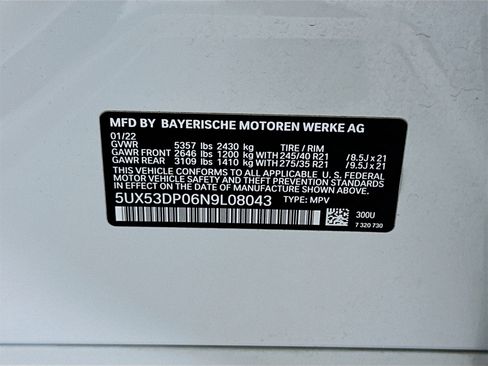 MFD BY BAYERISCHE MOTOREN WERKE AG
01/22
GVWR 5357 lbs 2430 kg TIRE / RIM
GAWR FRONT 2646 lbs 1200 kg WITH 245/40 R21 /8.5J x 21
GAWR REAR 3109 lbs 1410 kg WITH 275/35 R21 /9.5J x 21
THIS VEHICLE CONFORMS TO ALL APPLICABLE FEDERAL
MOTOR VEHICLE SAFETY, BUMPER, AND THEFT
PREVENTION STANDARDS IN EFFECT ON THE DATE OF
MANUFACTURE SHOWN ABOVE.
5UX53DP06N9L08043 TYPE: MPV
300U
7 320 730